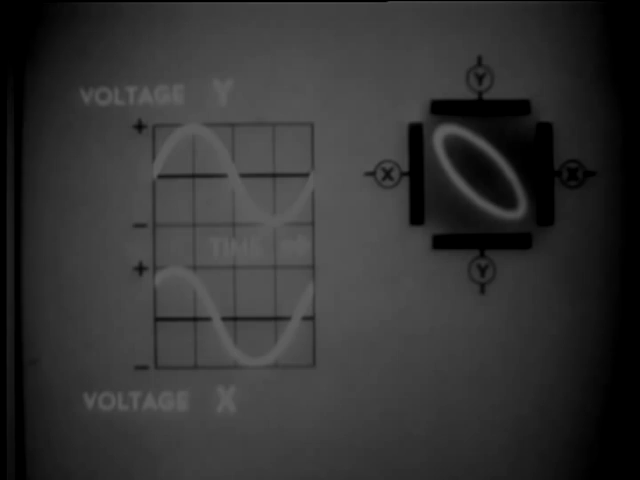 VOLTAGE Y
+
−
TIME →
+
−
VOLTAGE X
Y
X
X
Y